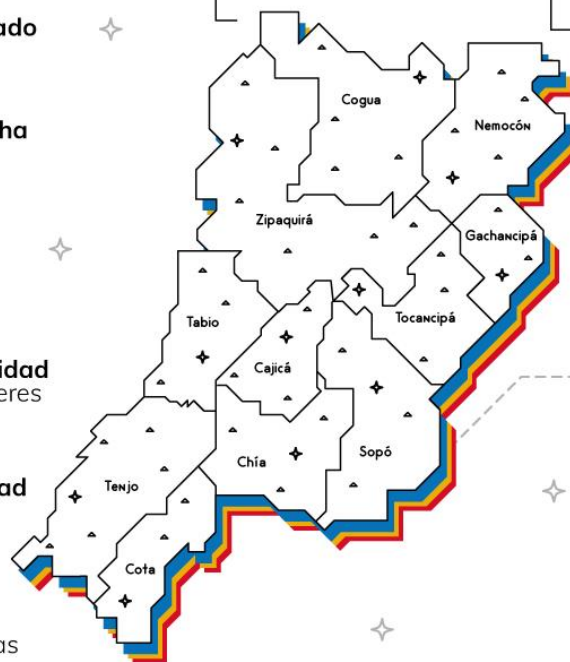 ado
ha
Cogua
Nemocón
Zipaquirá
Gachancipá
Tabio
Tocancipá
Cajicá
idad
eres
Chía
Sopó
Tenjo
ad
Cota
as